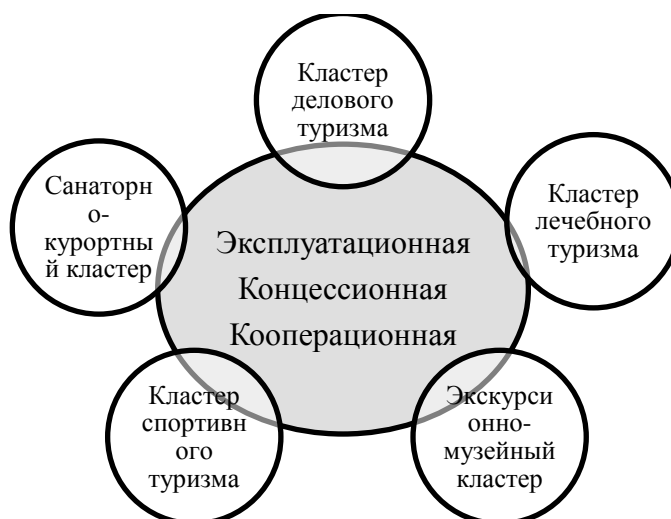 Кластер
делового
туризма
Санаторн
о-
курортны
й кластер
Кластер
лечебного
туризма
Эксплуатационная
Концессионная
Кооперационная
Кластер
спортивн
ого
туризма
Экскурси
онно-
музейный
кластер